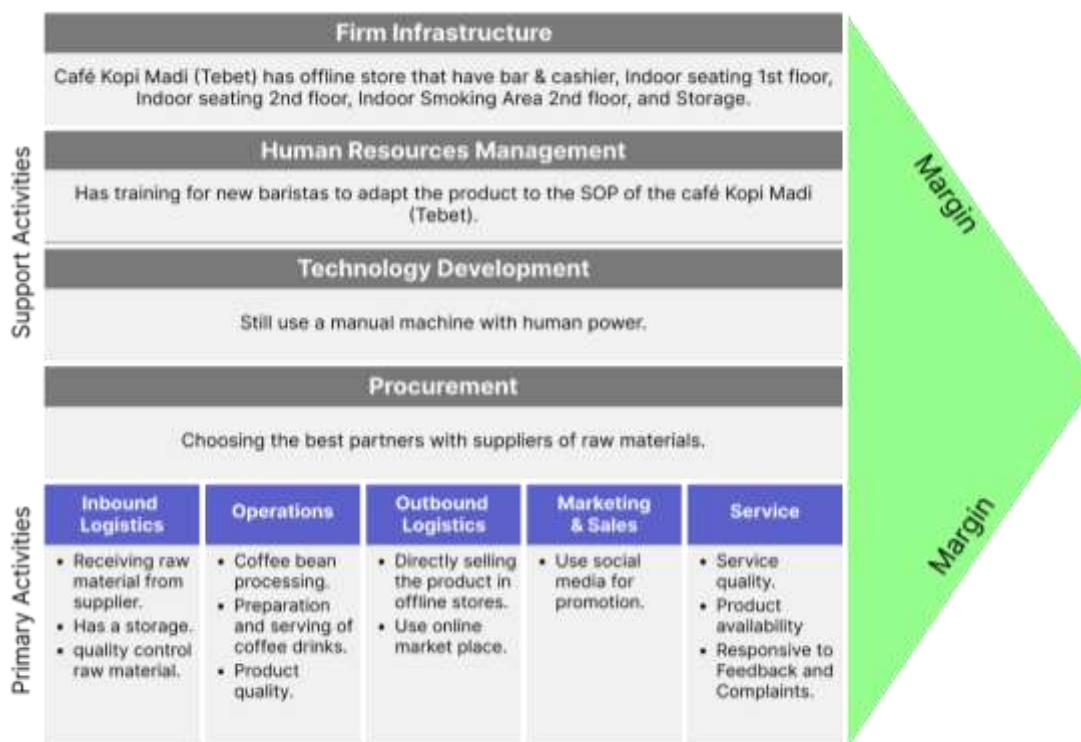 Firm Infrastructure
Café Kopi Madi (Tebet) has offline store that have bar & cashier, Indoor seating 1st floor,
Indoor seating 2nd floor, Indoor Smoking Area 2nd floor, and Storage.
Human Resources Management
Has training for new baristas to adapt the product to the SOP of the café Kopi Madi
(Tebet).
Technology Development
Still use a manual machine with human power.
Procurement
Choosing the best partners with suppliers of raw materials.
Support Activities
Inbound
Logistics
• Receiving raw
material from
supplier.
• Has a storage.
• quality control
raw material.
Operations
• Coffee bean
processing.
• Preparation
and serving of
coffee drinks.
• Product
quality.
Outbound
Logistics
• Directly selling
the product in
offline stores.
• Use online
market place.
Marketing
& Sales
• Use social
media for
promotion.
Service
• Service
quality.
• Product
availability
• Responsive to
Feedback and
Complaints.
Primary Activities
Margin
Margin